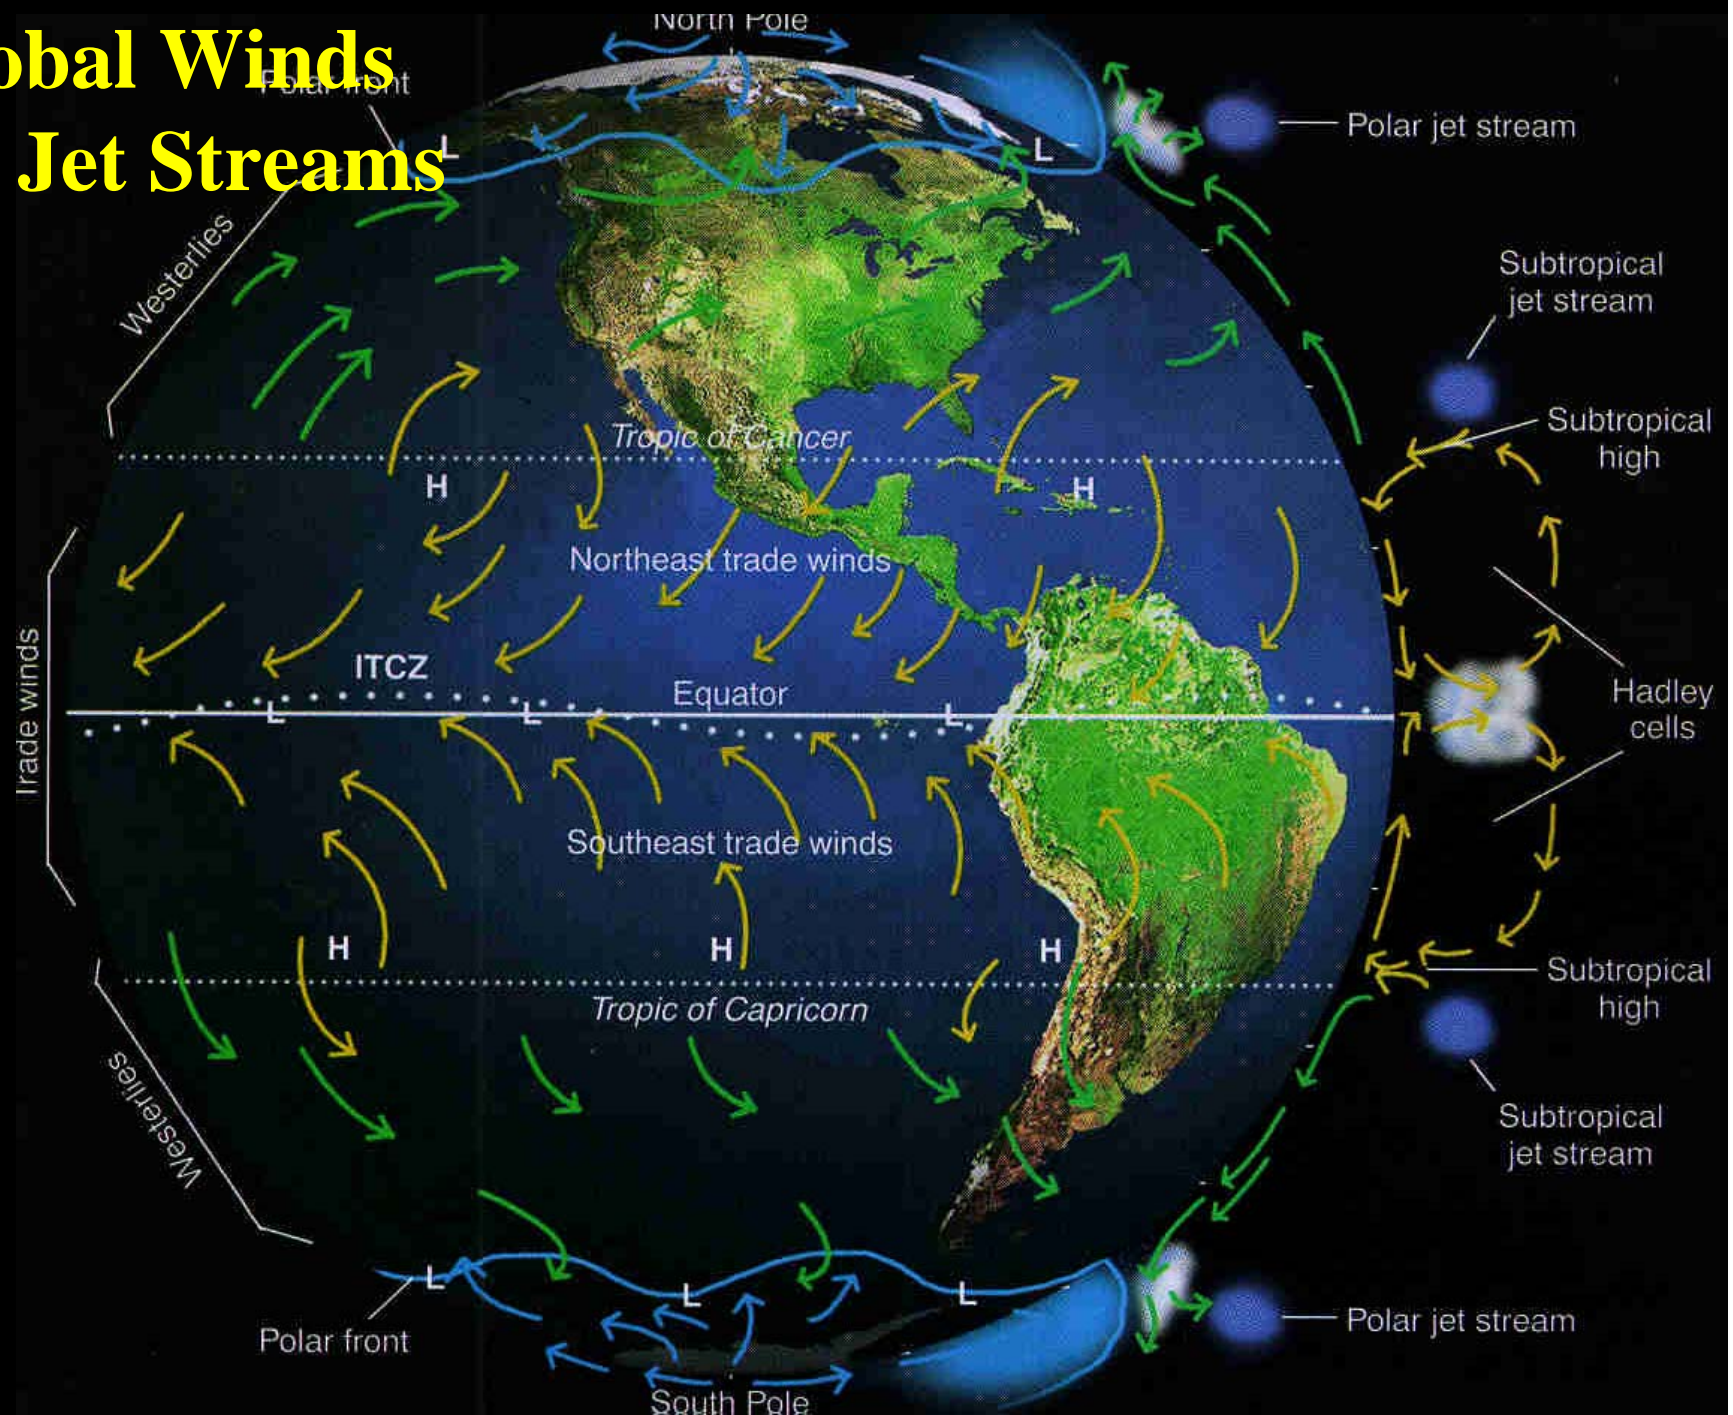 obal Winds
Jet Streams
North Pole
Polar front
L
L
Polar jet stream
Westerlies
Subtropical
jet stream
Subtropical
high
Tropic of Cancer
H
H
Northeast trade winds
Trade winds
ITCZ
Equator
L
L
L
Hadley
cells
Southeast trade winds
H
H
H
Subtropical
high
Tropic of Capricorn
Westerlies
Subtropical
jet stream
L
L
L
Polar front
Polar jet stream
South Pole